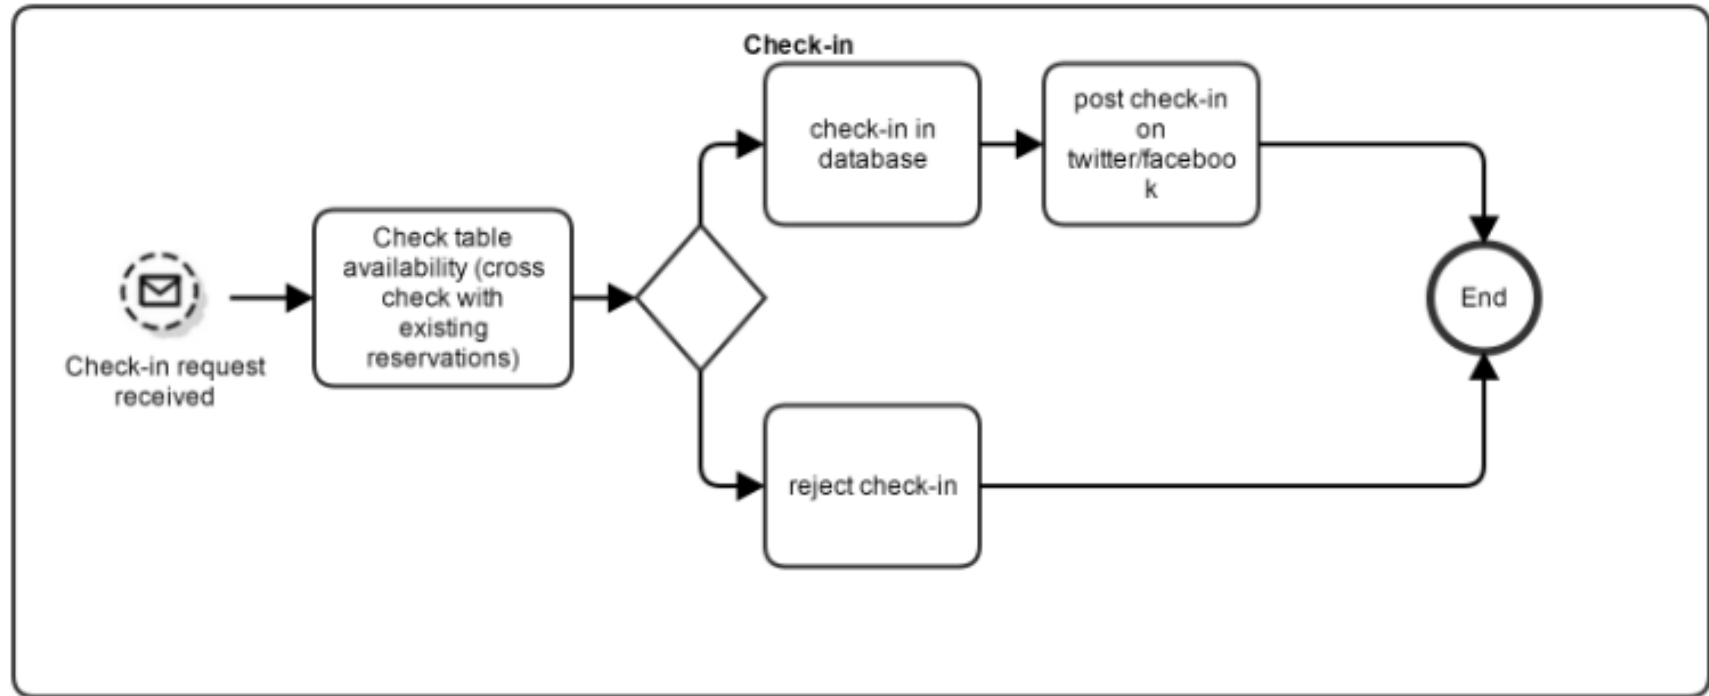 Check-in
check-in in
database
post check-in
on
twitter/faceboo
k
Check table
availability (cross
check with
existing
reservations)
Check-in request
received
End
reject check-in